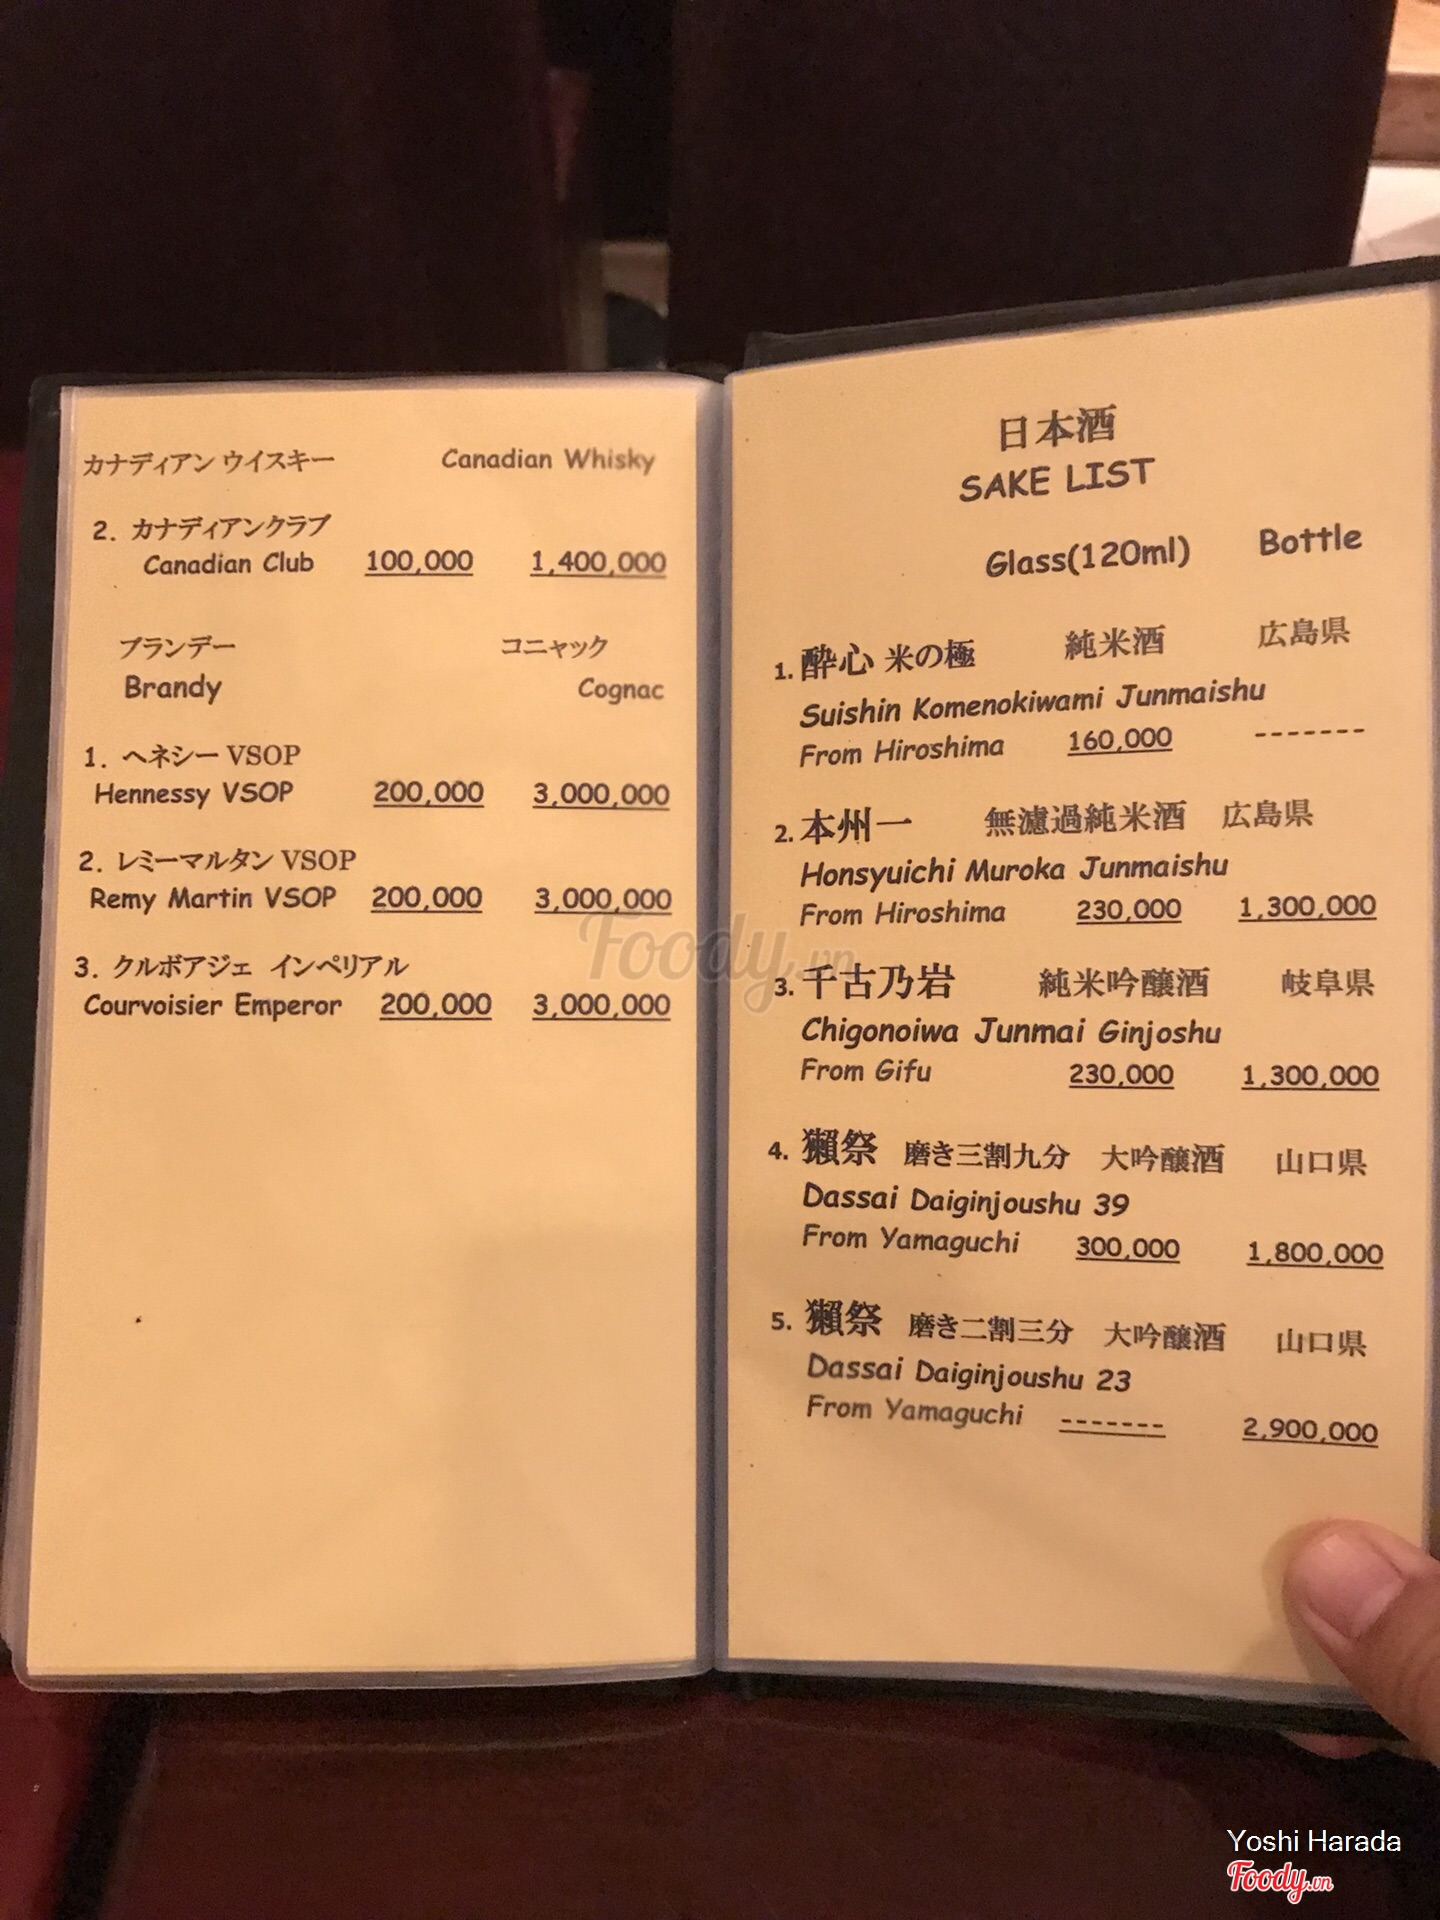 カナディアン ウイスキー Canadian Whisky
2. カナディアンクラブ
Canadian Club 100,000 1,400,000
ブランデー コニャック
Brandy Cognac
1. ヘネシー VSOP
Hennessy VSOP 200,000 3,000,000
2. レミーマルタン VSOP
Remy Martin VSOP 200,000 3,000,000
3. クルボアジェ インペリアル
Courvoisier Emperor 200,000 3,000,000
日本酒
SAKE LIST
Glass(120ml) Bottle
1. 酔心 米の極 純米酒 広島県
Suishin Komenokiwami Junmaishu
From Hiroshima 160,000 -------
2. 本州一 無濾過純米酒 広島県
Honsyuichi Muroka Junmaishu
From Hiroshima 230,000 1,300,000
3. 千古乃岩 純米吟醸酒 岐阜県
Chigonoiwa Junmai Ginjoshu
From Gifu 230,000 1,300,000
4. 獺祭 磨き三割九分 大吟醸酒 山口県
Dassai Daiginjoushu 39
From Yamaguchi 300,000 1,800,000
5. 獺祭 磨き二割三分 大吟醸酒 山口県
Dassai Daiginjoushu 23
From Yamaguchi ------- 2,900,000
Foody.vn
Yoshi Harada
Foody.vn